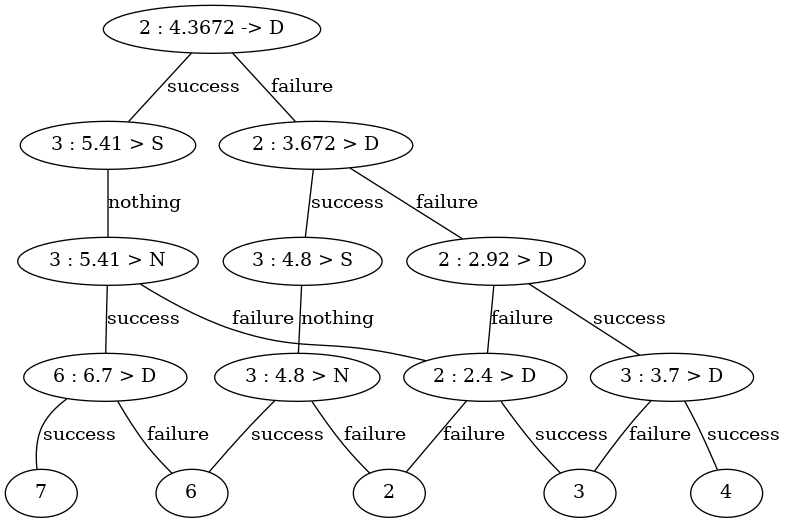 2 : 4.3672 -> D
success
failure
3 : 5.41 > S
2 : 3.672 > D
nothing
success
failure
3 : 5.41 > N
3 : 4.8 > S
2 : 2.92 > D
success
failure
nothing
failure
success
6 : 6.7 > D
3 : 4.8 > N
2 : 2.4 > D
3 : 3.7 > D
success
failure
success
failure
failure
success
failure
success
7
6
2
3
4